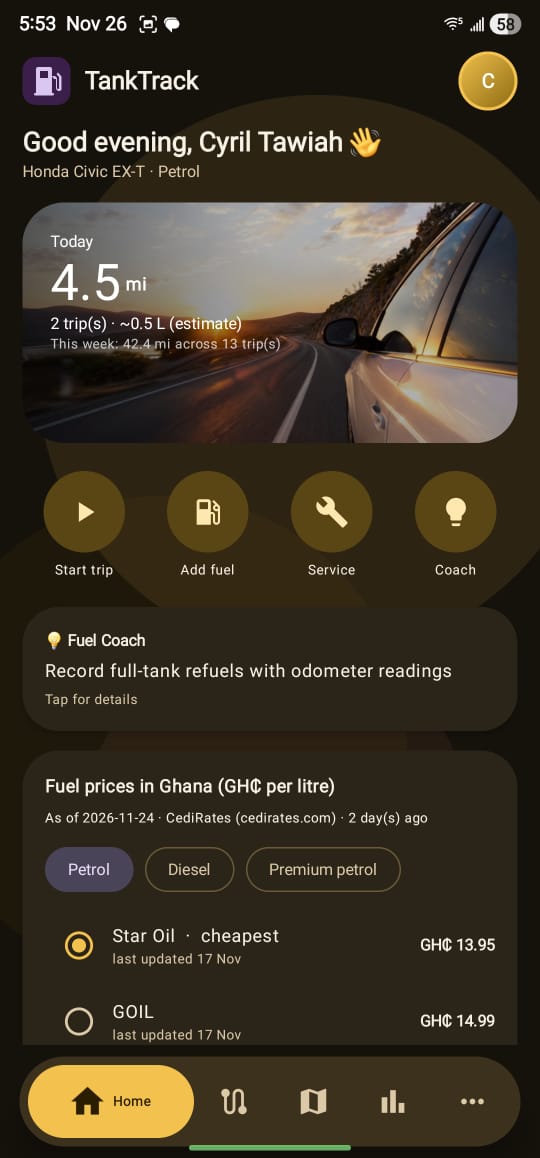 5:53 Nov 26 58
TankTrack
C
Good evening, Cyril Tawiah 👋
Honda Civic EX-T · Petrol
Today
4.5 mi
2 trip(s) · ~0.5 L (estimate)
This week: 42.4 mi across 13 trip(s)
Start trip
Add fuel
Service
Coach
💡 Fuel Coach
Record full-tank refuels with odometer readings
Tap for details
Fuel prices in Ghana (GH₵ per litre)
As of 2026-11-24 · CediRates (cedirates.com) · 2 day(s) ago
Petrol
Diesel
Premium petrol
Star Oil · cheapest
last updated 17 Nov
GH₵ 13.95
GOIL
last updated 17 Nov
GH₵ 14.99
Home